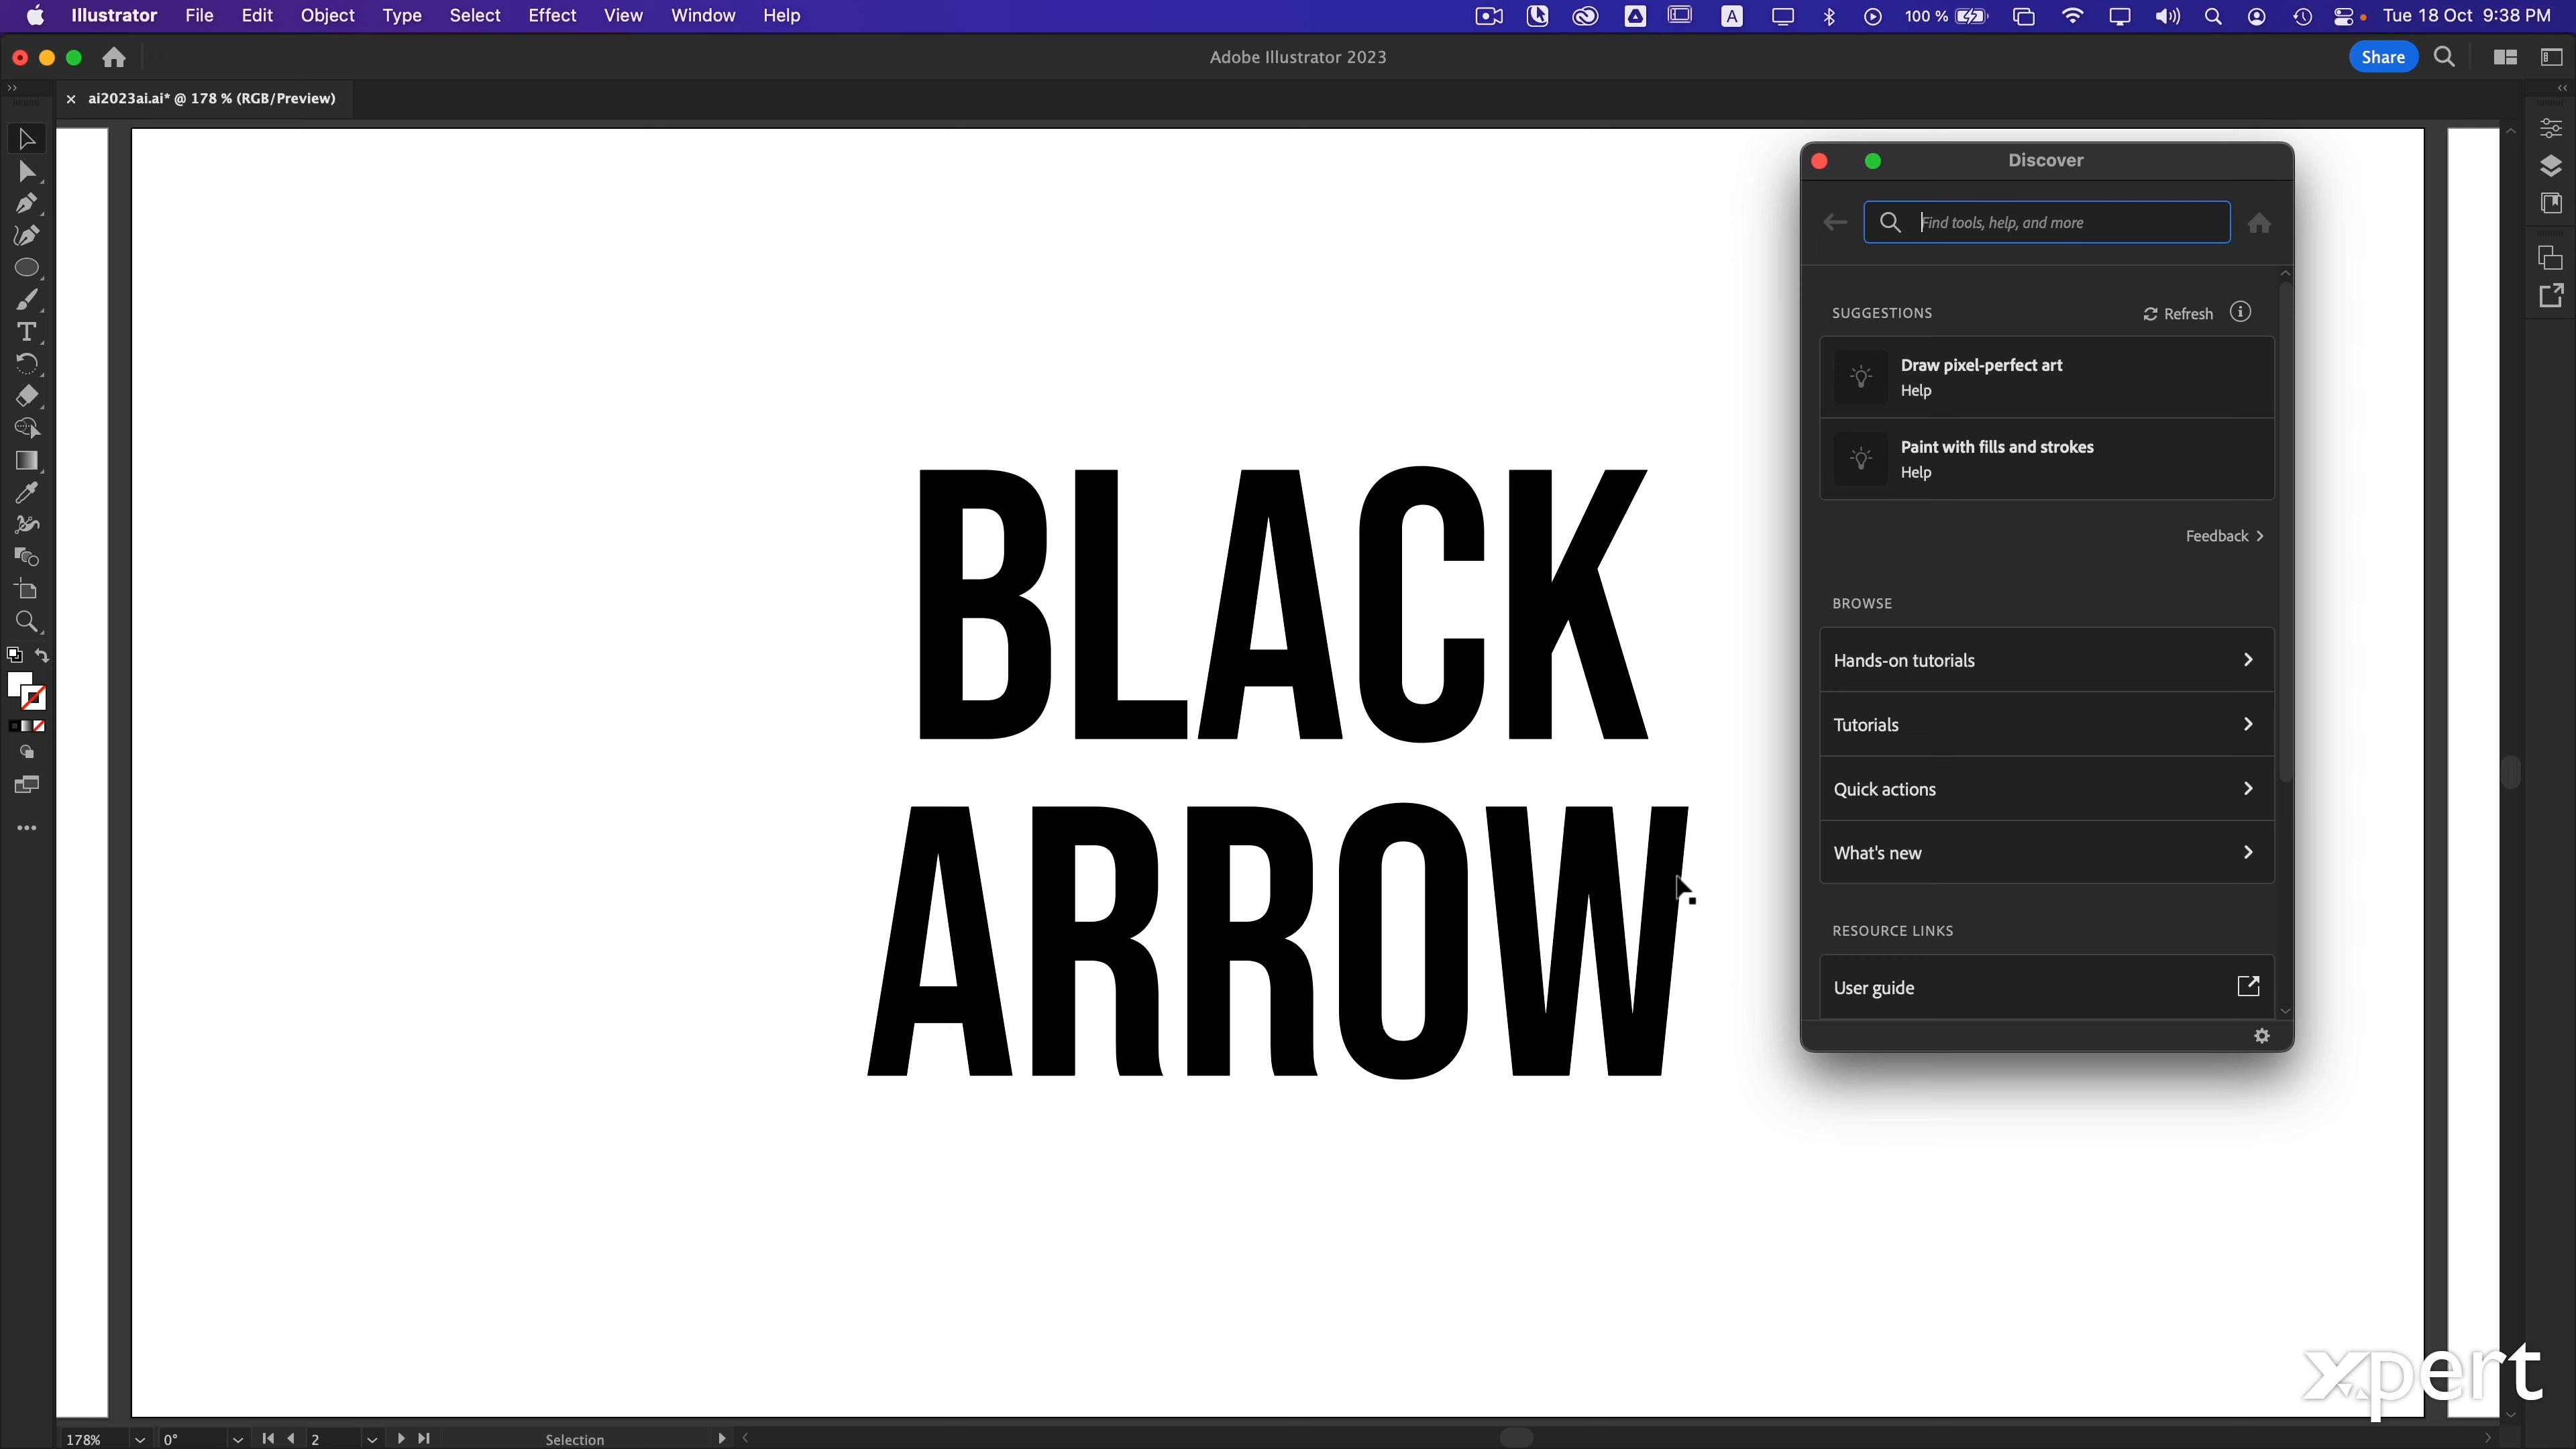 Illustrator File Edit Object Type Select Effect View Window Help
A 100 % Tue 18 Oct 9:38 PM
Adobe Illustrator 2023
Share
× ai2023ai.ai* @ 178 % (RGB/Preview)
Discover
Find tools, help, and more
SUGGESTIONS
Refresh
Draw pixel-perfect art
Help
Paint with fills and strokes
Help
Feedback
BROWSE
Hands-on tutorials
Tutorials
Quick actions
What's new
RESOURCE LINKS
User guide
BLACK
ARROW
xpert
178% 0° 2 Selection